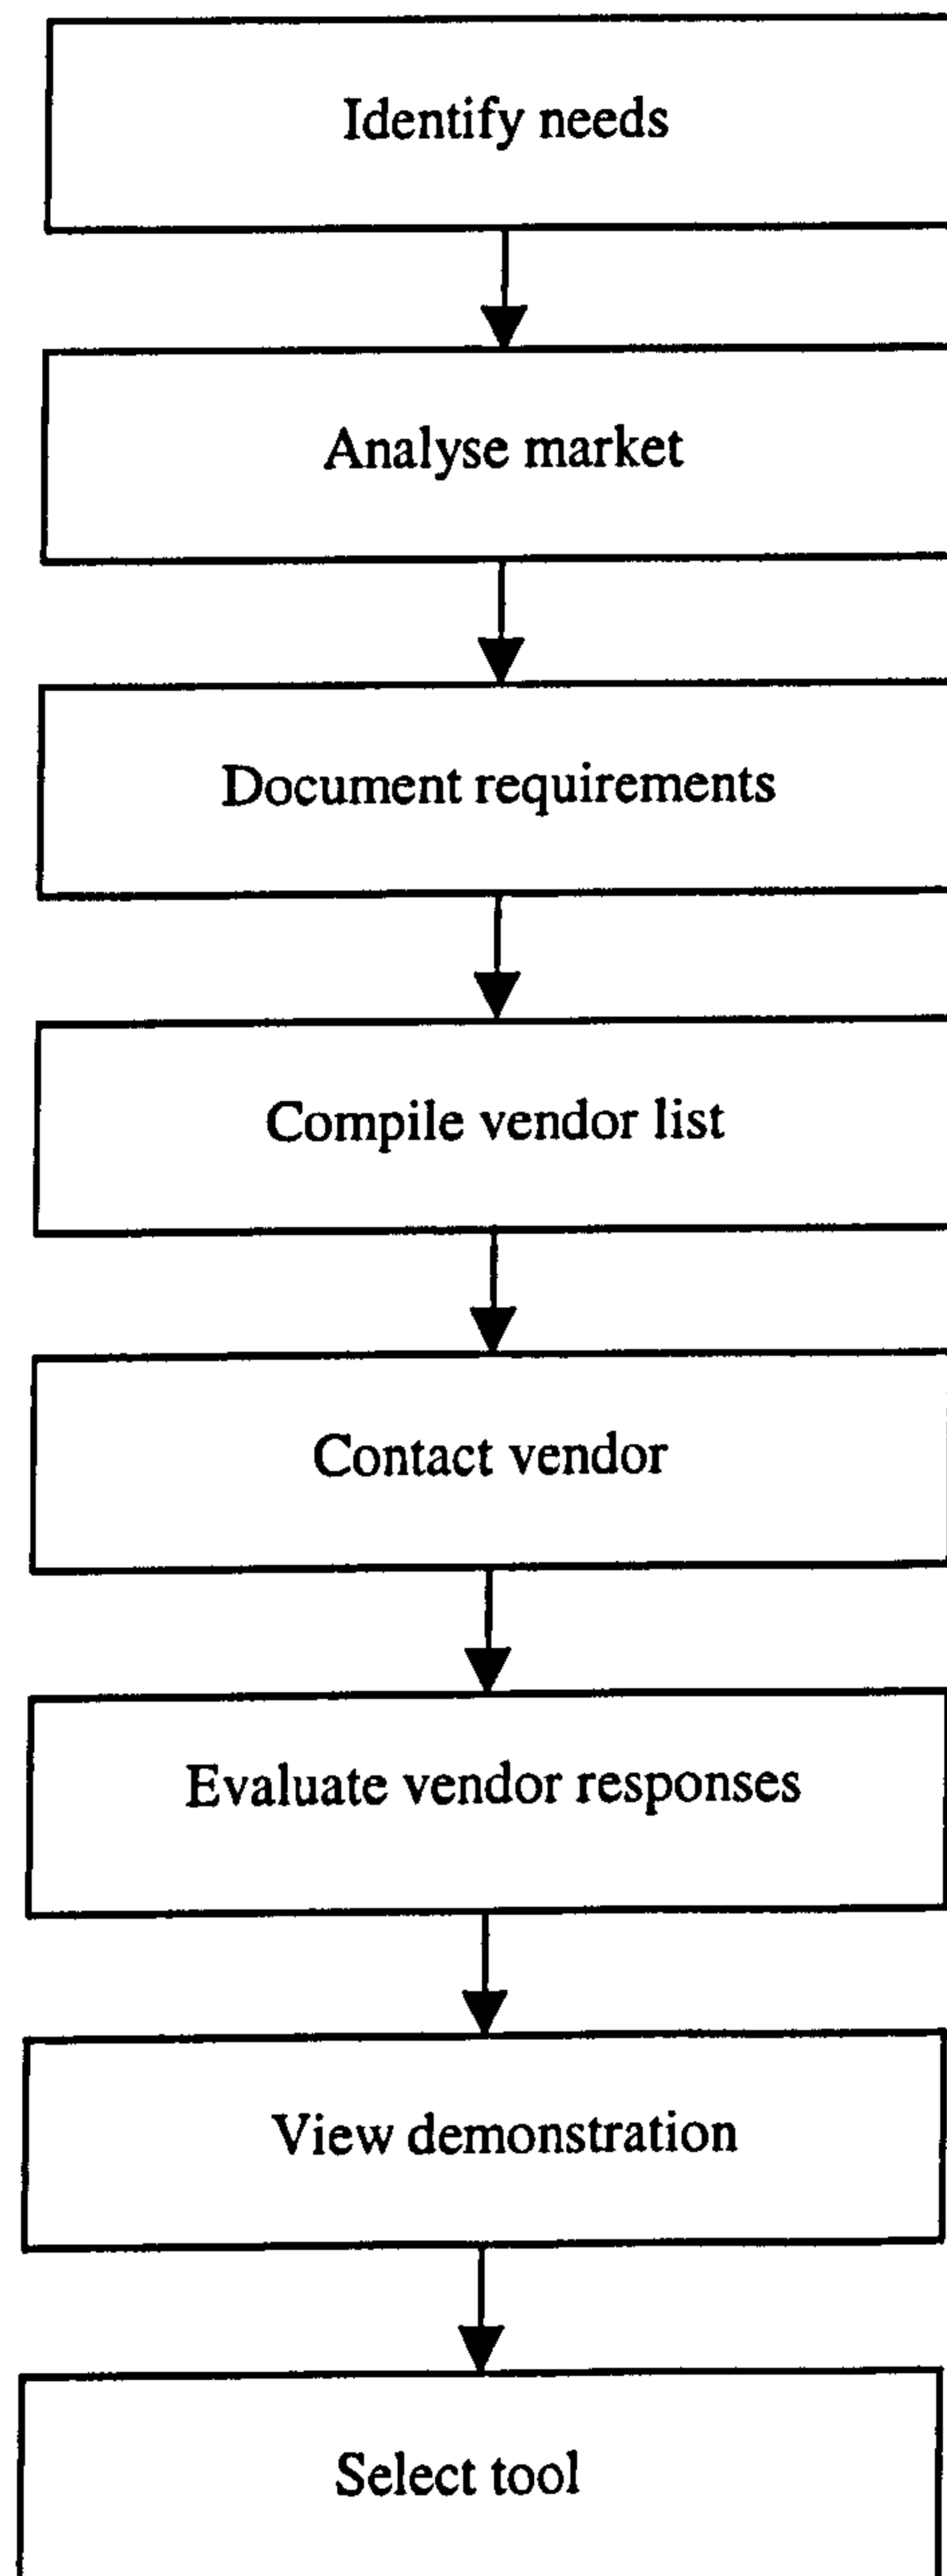 Identify needs
Analyse market
Document requirements
Compile vendor list
Contact vendor
Evaluate vendor responses
View demonstration
Select tool